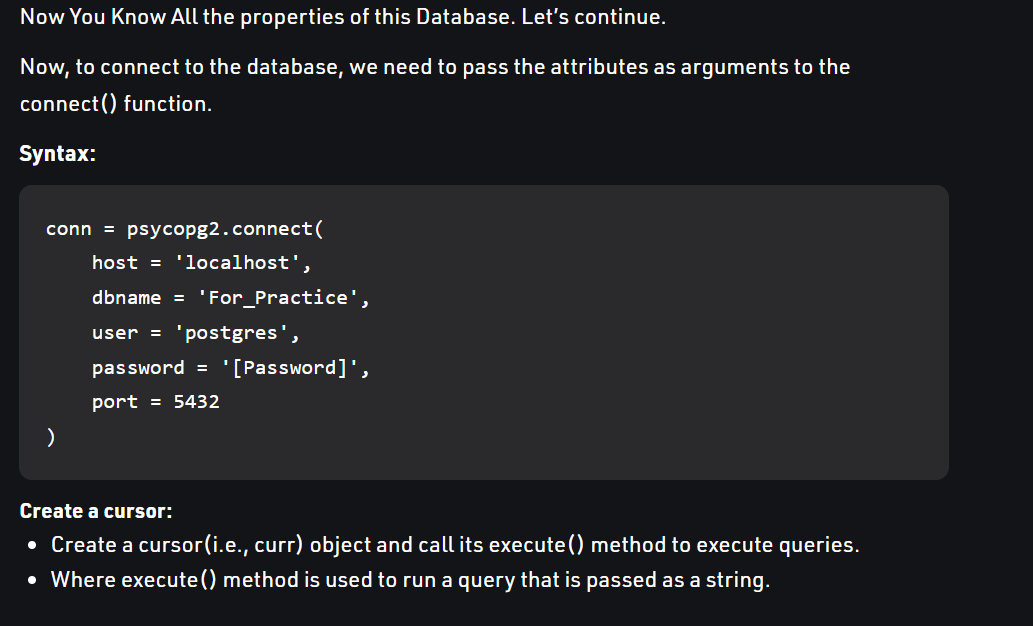 Now You Know All the properties of this Database. Let’s continue.
Now, to connect to the database, we need to pass the attributes as arguments to the
connect() function.
Syntax:
conn = psycopg2.connect(
    host = 'localhost',
    dbname = 'For_Practice',
    user = 'postgres',
    password = '[Password]',
    port = 5432
)
Create a cursor:
• Create a cursor(i.e., curr) object and call its execute() method to execute queries.
• Where execute() method is used to run a query that is passed as a string.